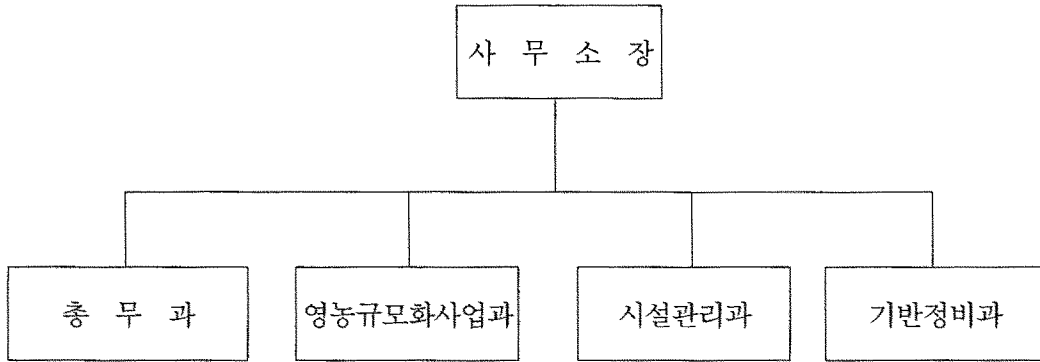 사 무 소 장
총 무 과
영농규모화사업과
시설관리과
기반정비과